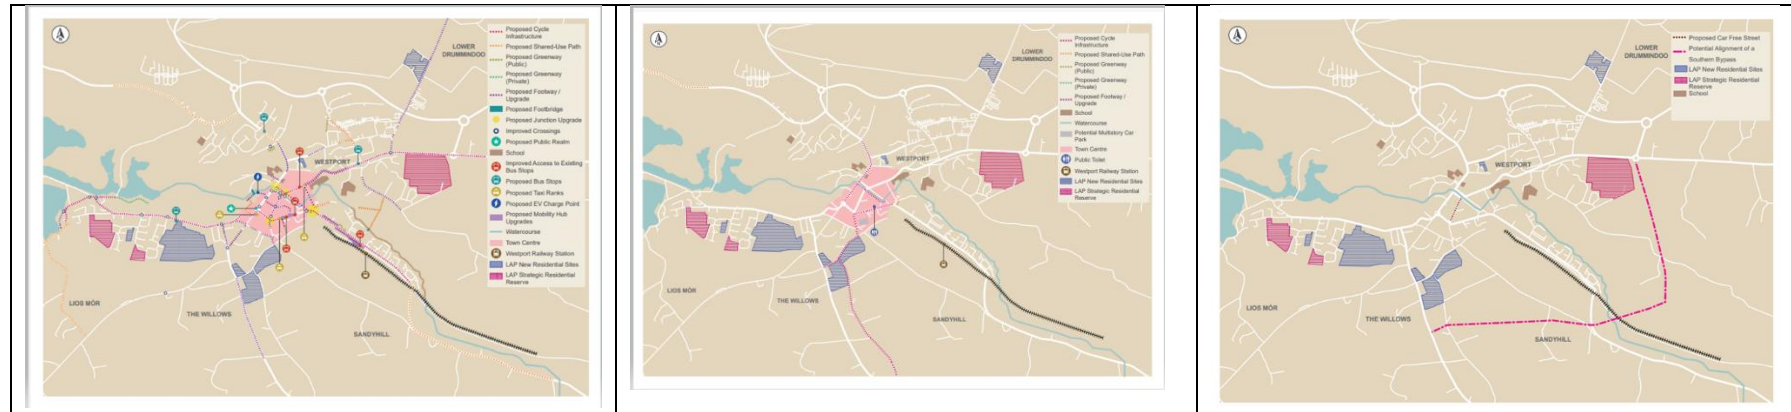 LOWER
DRUMMINDOO
WESTPORT
LIOS MÓR
THE WILLOWS
SANDYHILL
Proposed Cycle
Infrastructure
Proposed Shared-Use Path
Proposed Greenway
(Public)
Proposed Greenway
(Private)
Proposed Footway /
Upgrade
Proposed Footbridge
Proposed Junction Upgrade
Improved Crossings
Proposed Public Realm
School
Improved Access to Existing
Bus Stops
Proposed Bus Stops
Proposed Taxi Ranks
Proposed EV Charge Point
Proposed Mobility Hub
Upgrades
Watercourse
Town Centre
Westport Railway Station
LAP New Residential Sites
LAP Strategic Residential
Reserve
LOWER
DRUMMINDOO
WESTPORT
LIOS MÓR
THE WILLOWS
SANDYHILL
Proposed Cycle
Infrastructure
Proposed Shared-Use Path
Proposed Greenway
(Public)
Proposed Greenway
(Private)
Proposed Footway /
Upgrade
School
Watercourse
Potential Multistory Car
Park
Town Centre
Public Toilet
Westport Railway Station
LAP New Residential Sites
LAP Strategic Residential
Reserve
LOWER
DRUMMINDOO
WESTPORT
LIOS MÓR
THE WILLOWS
SANDYHILL
Proposed Car Free Street
Potential Alignment of a
Southern Bypass
LAP New Residential Sites
LAP Strategic Residential
Reserve
School